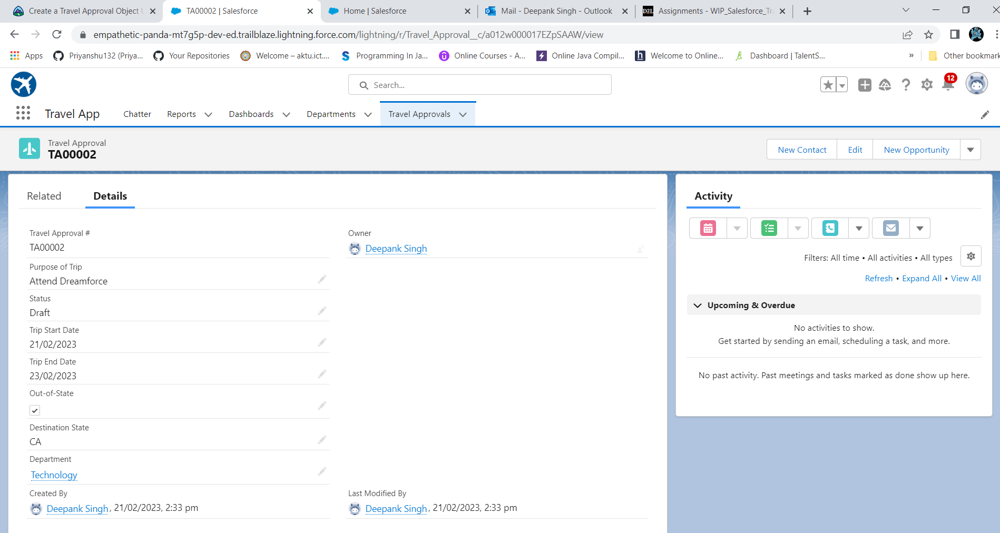 Create a Travel Approval Object U
TA00002 | Salesforce
Home | Salesforce
Mail - Deepank Singh - Outlook
D2L
Assignments - WIP_Salesforce_Tra
empathetic-panda-mt7g5p-dev-ed.trailblaze.lightning.force.com/lightning/r/Travel_Approval__c/a012w000017EZpSAAW/view
Apps
Priyanshu132 (Priya...
Your Repositories
Welcome – aktu.ict....
Programming In Ja...
Online Courses - A...
Online Java Compil...
Welcome to Online...
Dashboard | TalentS...
»
Other bookmark
Search...
12
Travel App
Chatter
Reports
Dashboards
Departments
Travel Approvals
Travel Approval
TA00002
New Contact
Edit
New Opportunity
Related
Details
Travel Approval #
TA00002
Owner
Deepank Singh
Purpose of Trip
Attend Dreamforce
Status
Draft
Trip Start Date
21/02/2023
Trip End Date
23/02/2023
Out-of-State
Destination State
CA
Department
Technology
Created By
Deepank Singh, 21/02/2023, 2:33 pm
Last Modified By
Deepank Singh, 21/02/2023, 2:33 pm
Activity
Filters: All time • All activities • All types
Refresh • Expand All • View All
Upcoming & Overdue
No activities to show.
Get started by sending an email, scheduling a task, and more.
No past activity. Past meetings and tasks marked as done show up here.